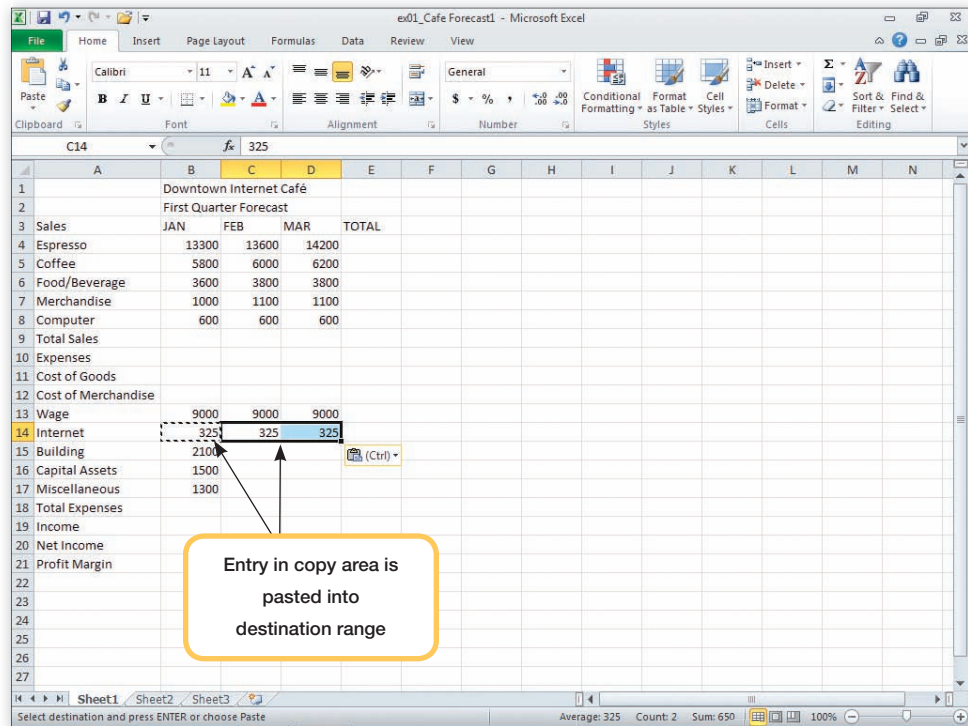 ex01_Cafe Forecast1 - Microsoft Excel
File Home Insert Page Layout Formulas Data Review View
Calibri 11 A A General Insert Σ
Paste B I U A $ % , .0 .00 .00 .0 Conditional Formatting Format as Table Cell Styles Delete Format Sort & Filter Find & Select
Clipboard Font Alignment Number Styles Cells Editing
C14 fx 325
A B C D E F G H I J K L M N
1 Downtown Internet Café
2 First Quarter Forecast
3 Sales JAN FEB MAR TOTAL
4 Espresso 13300 13600 14200
5 Coffee 5800 6000 6200
6 Food/Beverage 3600 3800 3800
7 Merchandise 1000 1100 1100
8 Computer 600 600 600
9 Total Sales
10 Expenses
11 Cost of Goods
12 Cost of Merchandise
13 Wage 9000 9000 9000
14 Internet 325 325 325
15 Building 2100 (Ctrl)
16 Capital Assets 1500
17 Miscellaneous 1300
18 Total Expenses
19 Income
20 Net Income
21 Profit Margin
22
23
24
25
26
27
Entry in copy area is
pasted into
destination range
Sheet1 Sheet2 Sheet3
Select destination and press ENTER or choose Paste Average: 325 Count: 2 Sum: 650 100%